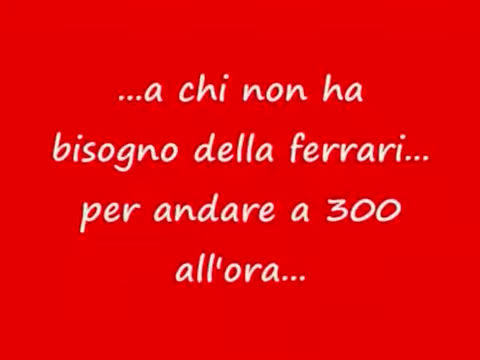 ...a chi non ha
bisogno della ferrari...
per andare a 300
all'ora...